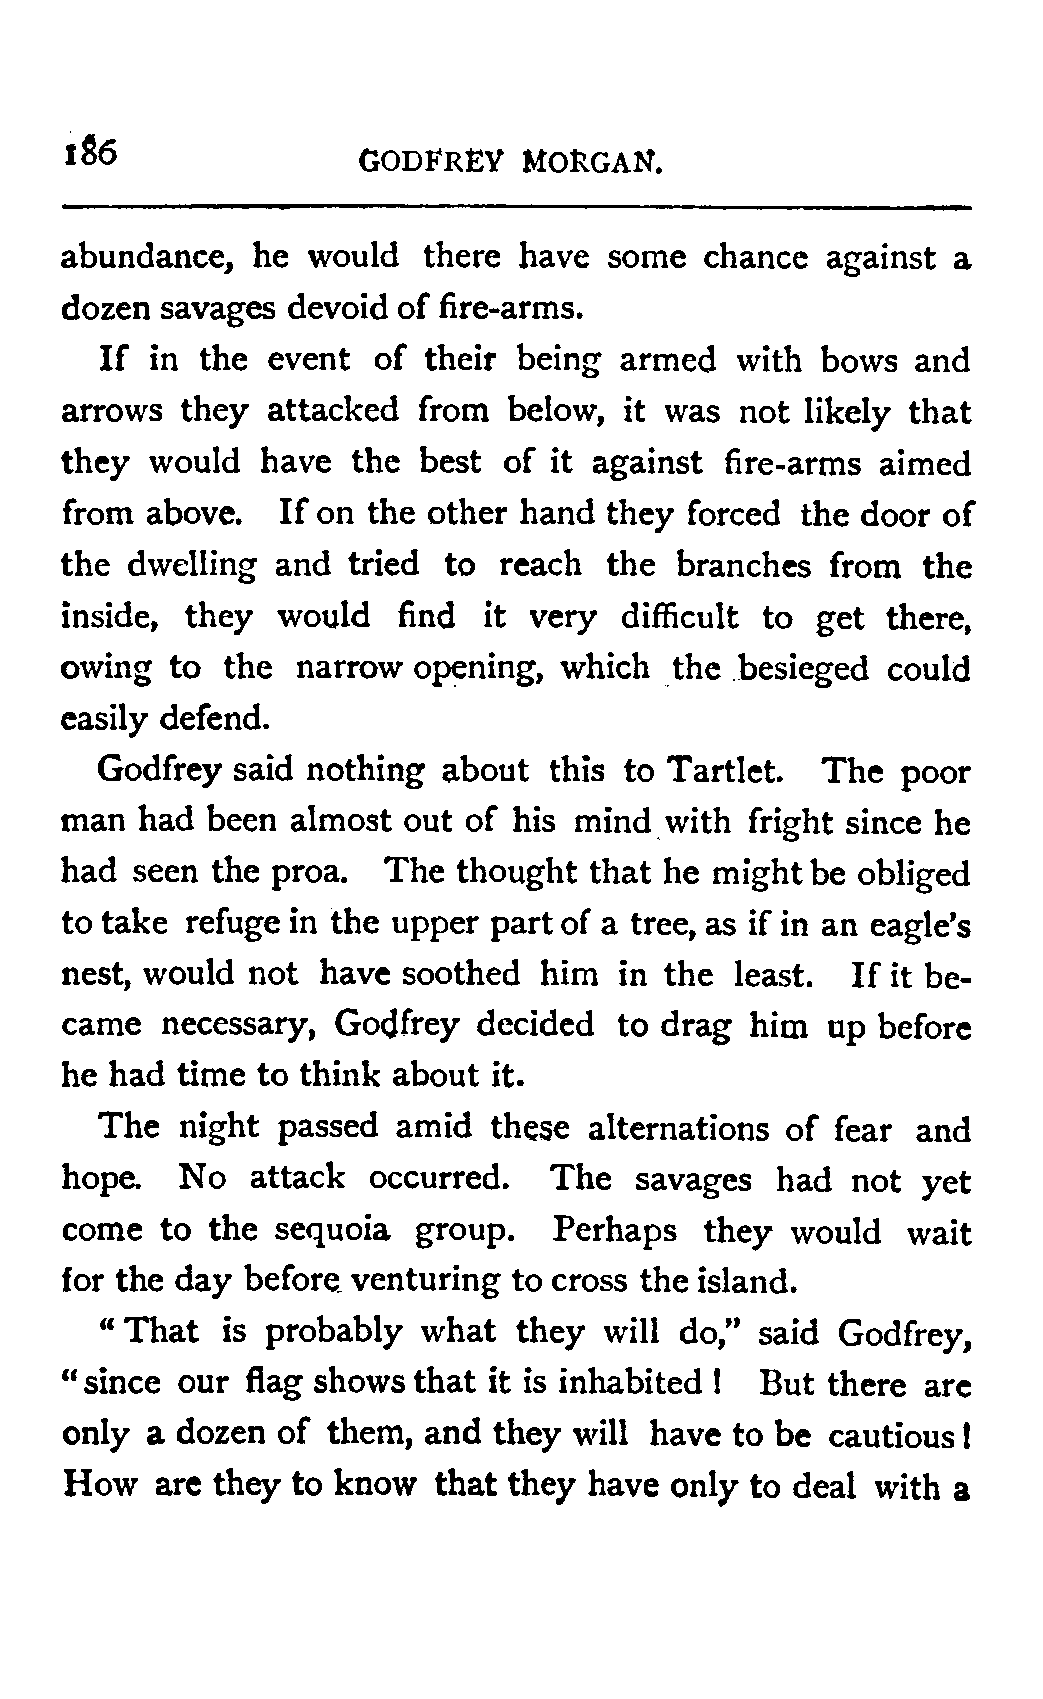 186
GODFREY MORGAN.
abundance, he would there have some chance against a
dozen savages devoid of fire-arms.
If in the event of their being armed with bows and
arrows they attacked from below, it was not likely that
they would have the best of it against fire-arms aimed
from above. If on the other hand they forced the door of
the dwelling and tried to reach the branches from the
inside, they would find it very difficult to get there,
owing to the narrow opening, which the besieged could
easily defend.
Godfrey said nothing about this to Tartlet. The poor
man had been almost out of his mind with fright since he
had seen the proa. The thought that he might be obliged
to take refuge in the upper part of a tree, as if in an eagle's
nest, would not have soothed him in the least. If it be-
came necessary, Godfrey decided to drag him up before
he had time to think about it.
The night passed amid these alternations of fear and
hope. No attack occurred. The savages had not yet
come to the sequoia group. Perhaps they would wait
for the day before venturing to cross the island.
"That is probably what they will do," said Godfrey,
"since our flag shows that it is inhabited! But there are
only a dozen of them, and they will have to be cautious!
How are they to know that they have only to deal with a